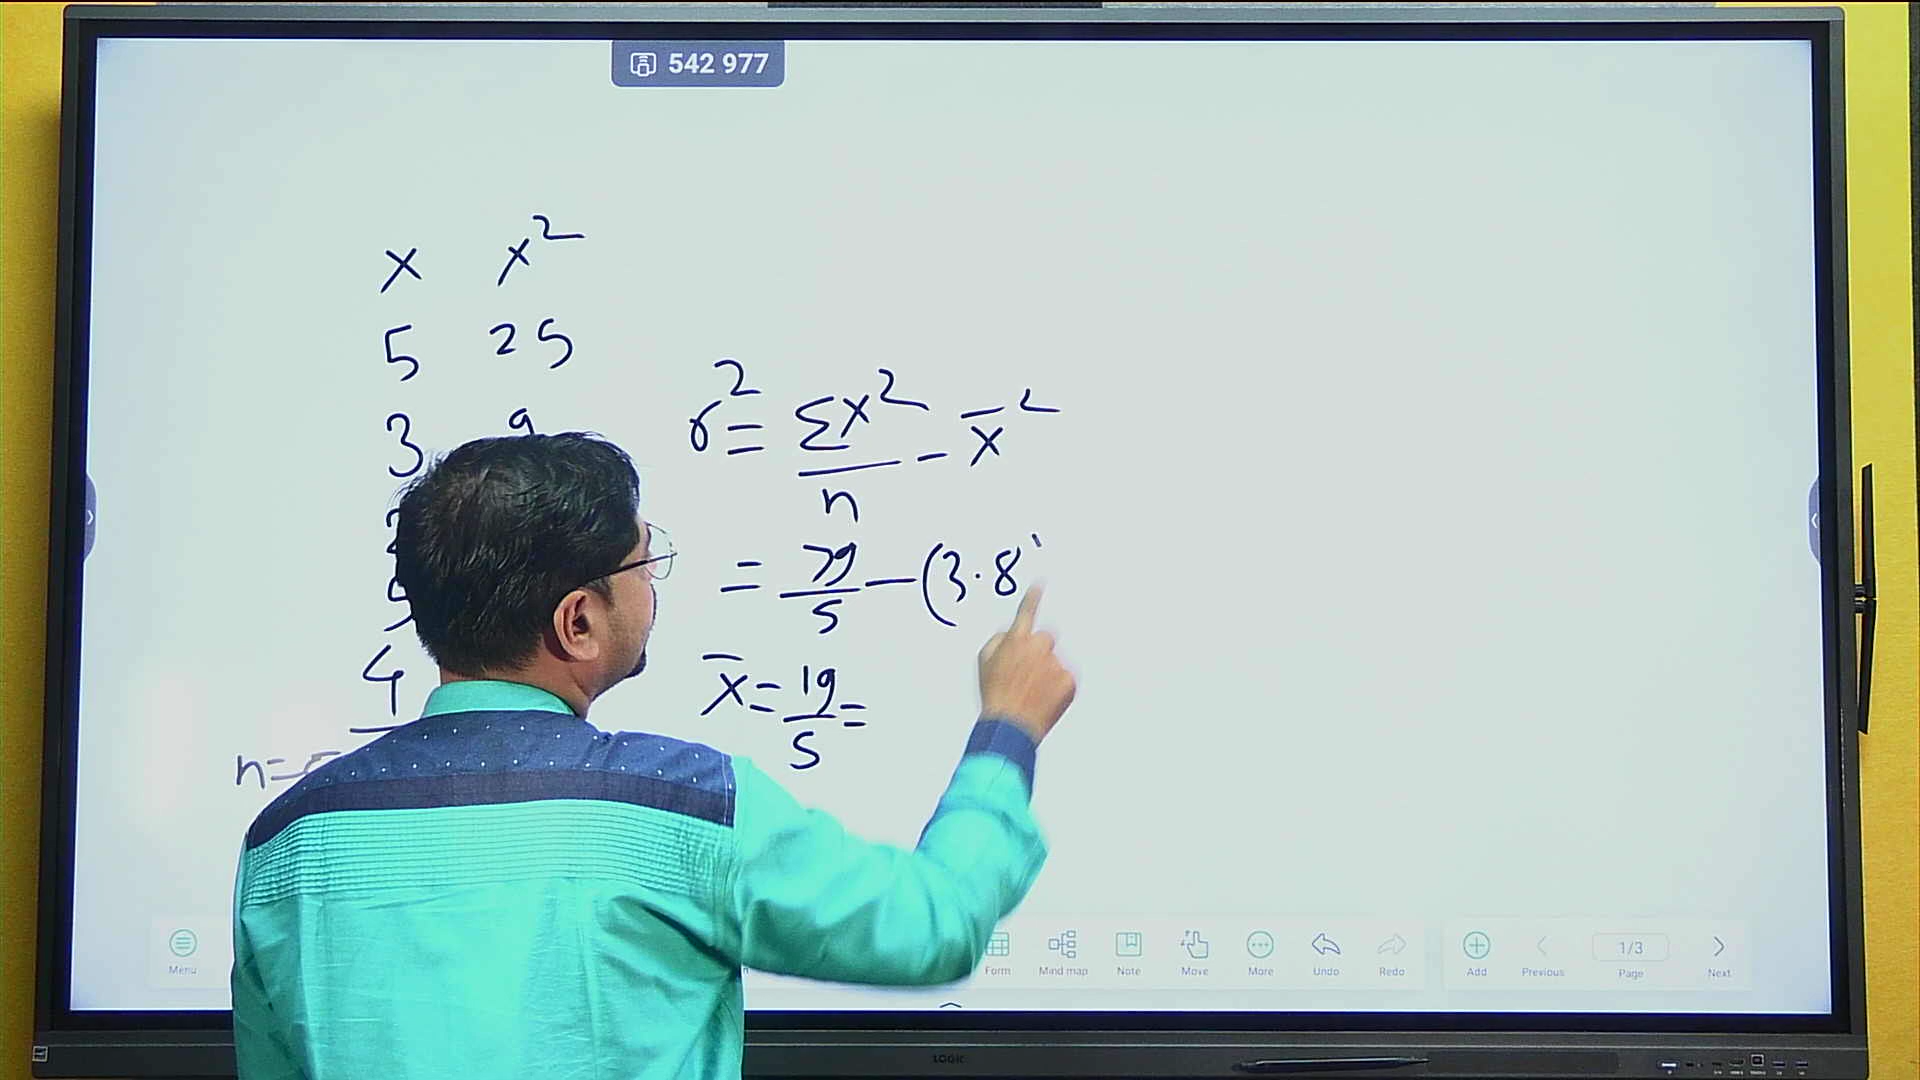 542 977
x x²
5 25
3 9
σ² = Σx²/n - x̄²
= 79/5 - (3.8
4
x̄ = 19/5 =
n=
Menu Form Mind map Note Move More Undo Redo Add Previous 1/3 Page Next
LOGIC